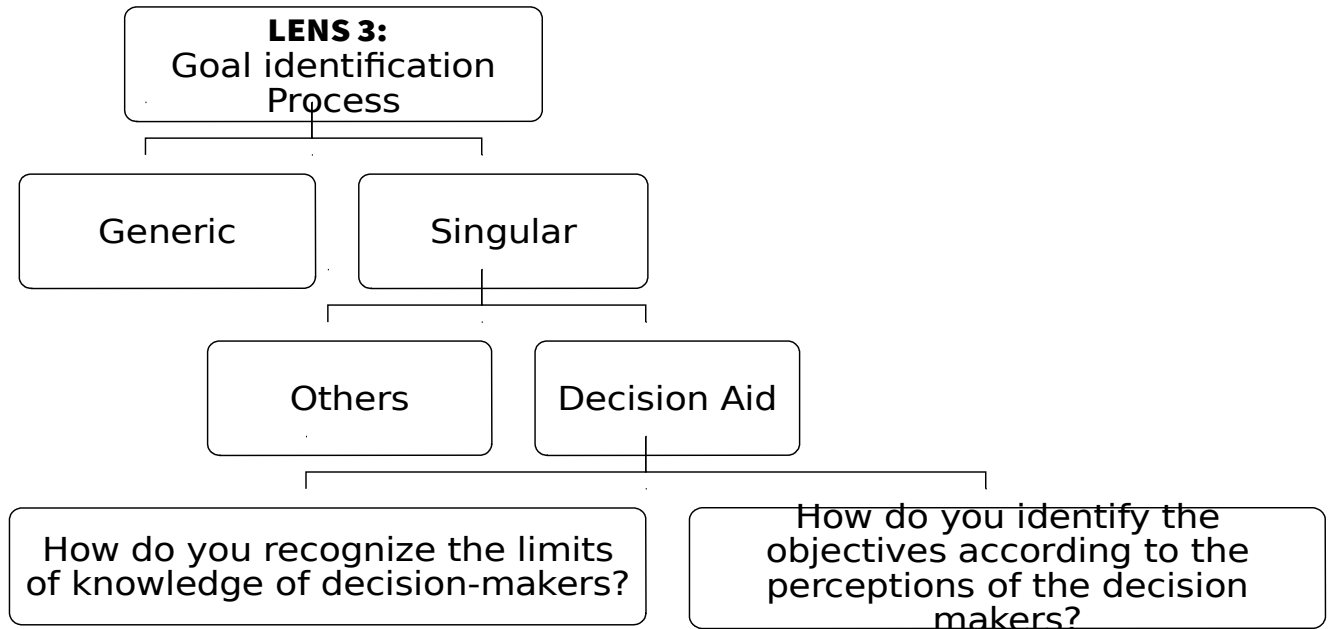 LENS 3:
Goal identification
Process
Generic
Singular
Others
Decision Aid
How do you recognize the limits
of knowledge of decision-makers?
How do you identify the
objectives according to the
perceptions of the decision
makers?